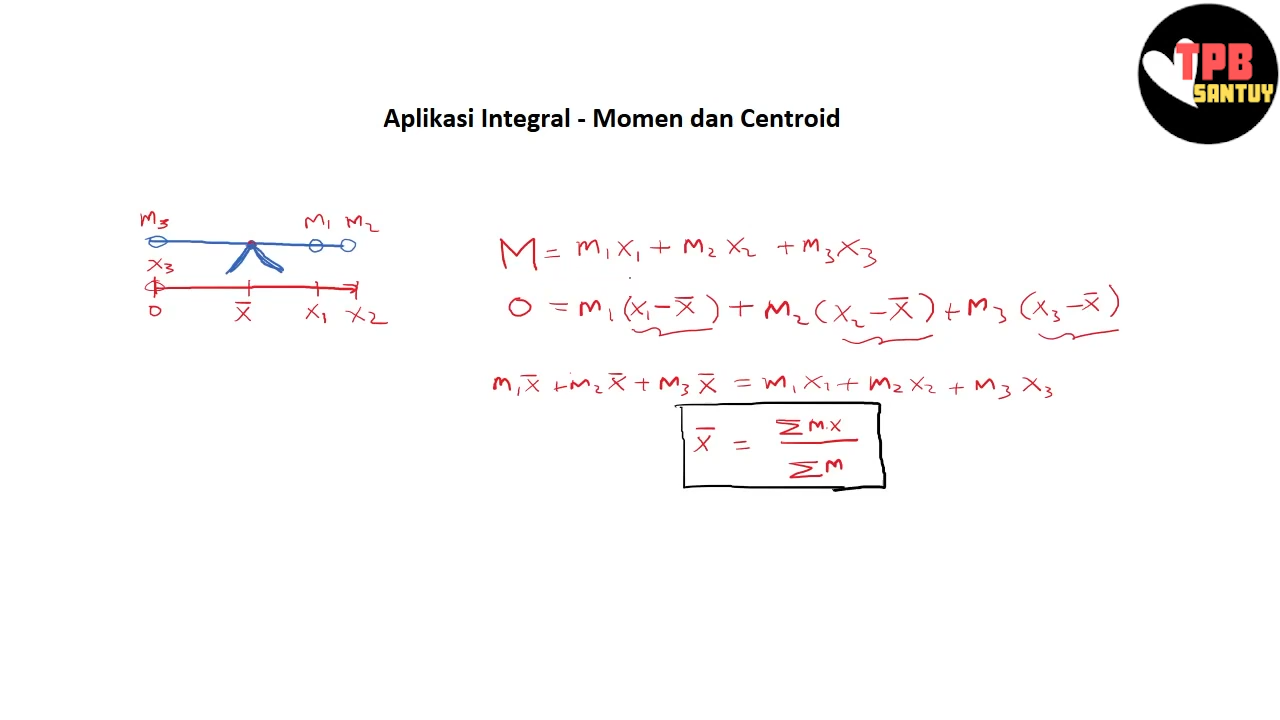 TPB
SANTUY
Aplikasi Integral - Momen dan Centroid
m₃ m₁ m₂
x₃
0 x̄ x₁ x₂
M = m₁x₁ + m₂x₂ + m₃x₃
0 = m₁(x₁ - x̄) + m₂(x₂ - x̄) + m₃(x₃ - x̄)
m₁x̄ + m₂x̄ + m₃x̄ = m₁x₁ + m₂x₂ + m₃x₃
x̄ = Σm.x / Σm